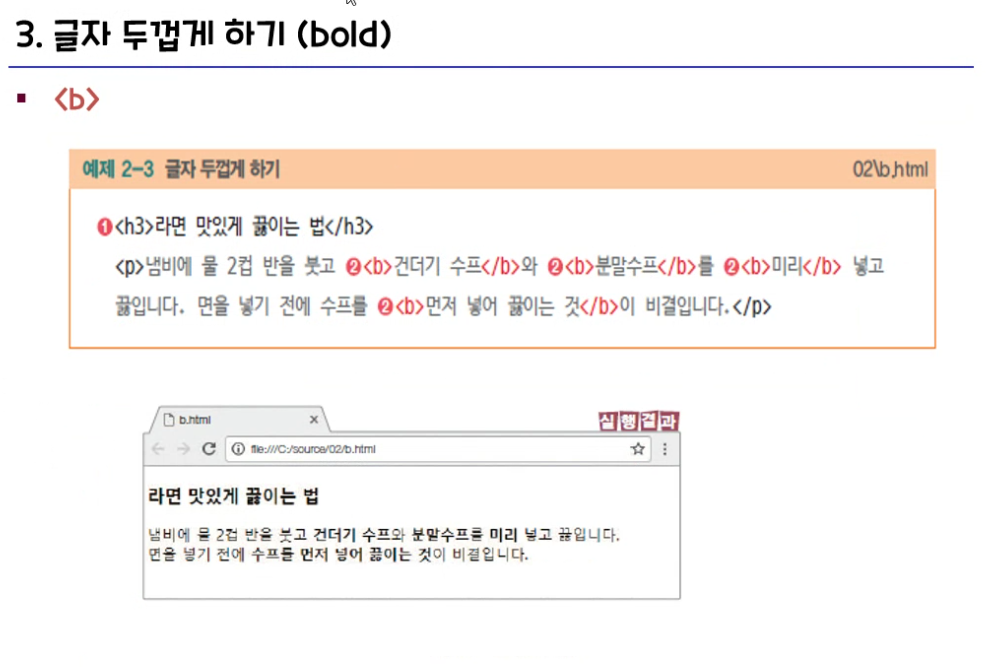 3. 글자 두껍게 하기 (bold)
▪ <b>
예제 2-3 글자 두껍게 하기 02\b.html
❶<h3>라면 맛있게 끓이는 법</h3>
<p>냄비에 물 2컵 반을 붓고 ❷<b>건더기 수프</b>와 ❷<b>분말수프</b>를 ❷<b>미리</b> 넣고
끓입니다. 면을 넣기 전에 수프를 ❷<b>먼저 넣어 끓이는 것</b>이 비결입니다.</p>
b.html
실행결과
file:///C:/source/02/b.html
라면 맛있게 끓이는 법
냄비에 물 2컵 반을 붓고 건더기 수프와 분말수프를 미리 넣고 끓입니다.
면을 넣기 전에 수프를 먼저 넣어 끓이는 것이 비결입니다.